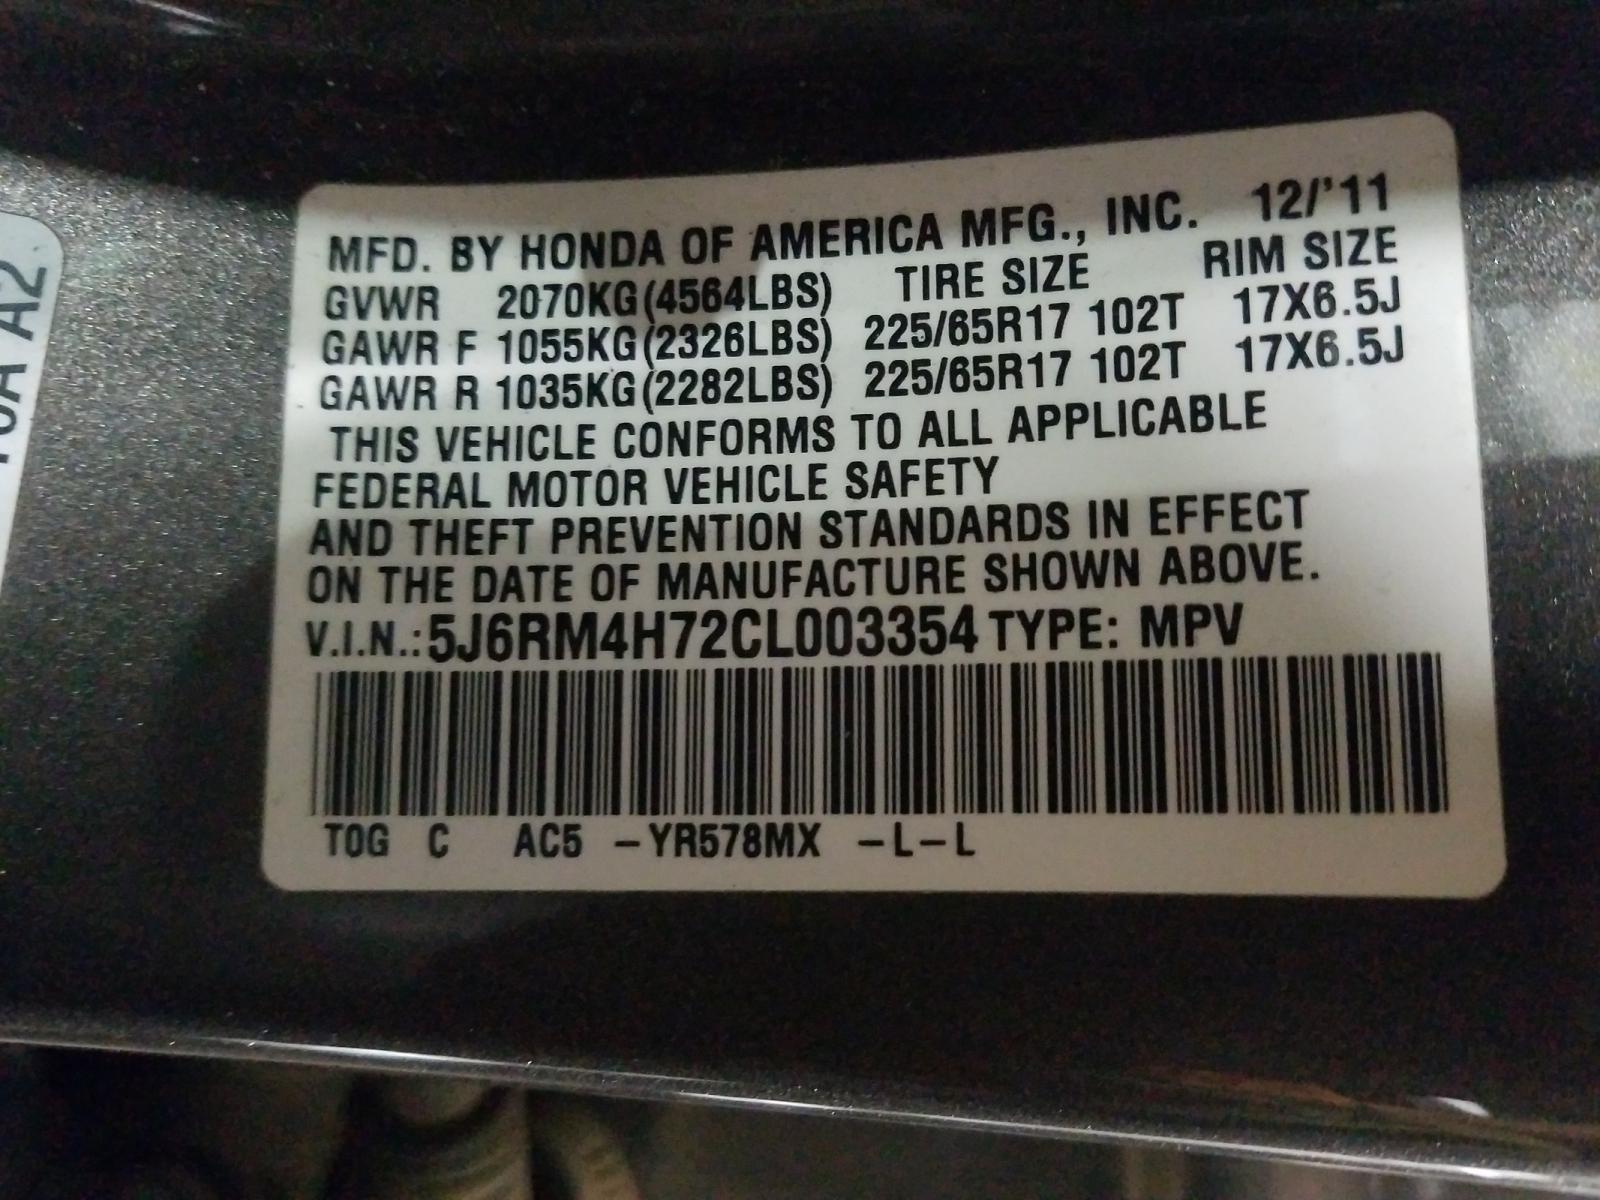 MFD. BY HONDA OF AMERICA MFG., INC. 12/'11
GVWR 2070KG(4564LBS) TIRE SIZE RIM SIZE
GAWR F 1055KG(2326LBS) 225/65R17 102T 17X6.5J
GAWR R 1035KG(2282LBS) 225/65R17 102T 17X6.5J
THIS VEHICLE CONFORMS TO ALL APPLICABLE
FEDERAL MOTOR VEHICLE SAFETY
AND THEFT PREVENTION STANDARDS IN EFFECT
ON THE DATE OF MANUFACTURE SHOWN ABOVE.
V.I.N.:5J6RM4H72CL003354 TYPE: MPV
T0G C AC5 -YR578MX -L-L
A2